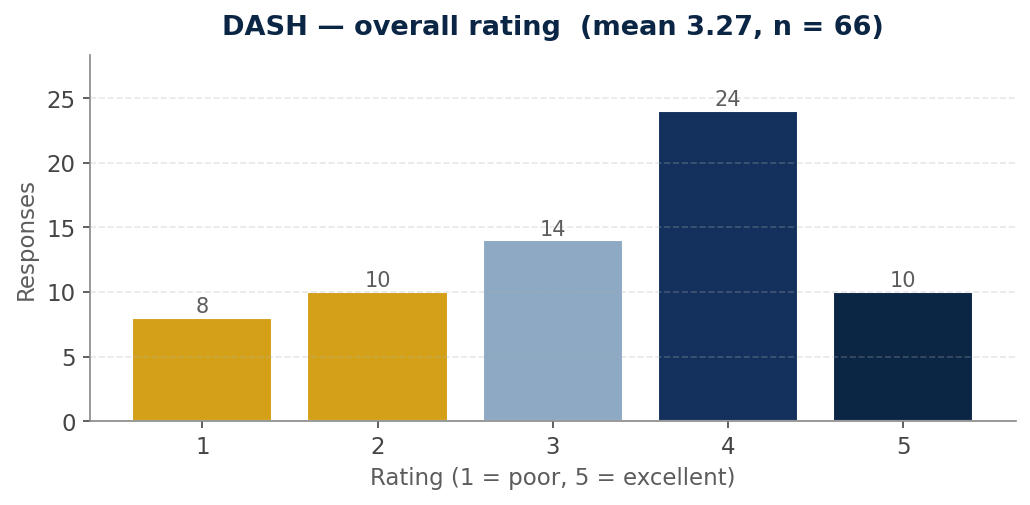 DASH — overall rating  (mean 3.27, n = 66)
Responses
25
20
15
10
5
0
8
10
14
24
10
1 2 3 4 5
Rating (1 = poor, 5 = excellent)